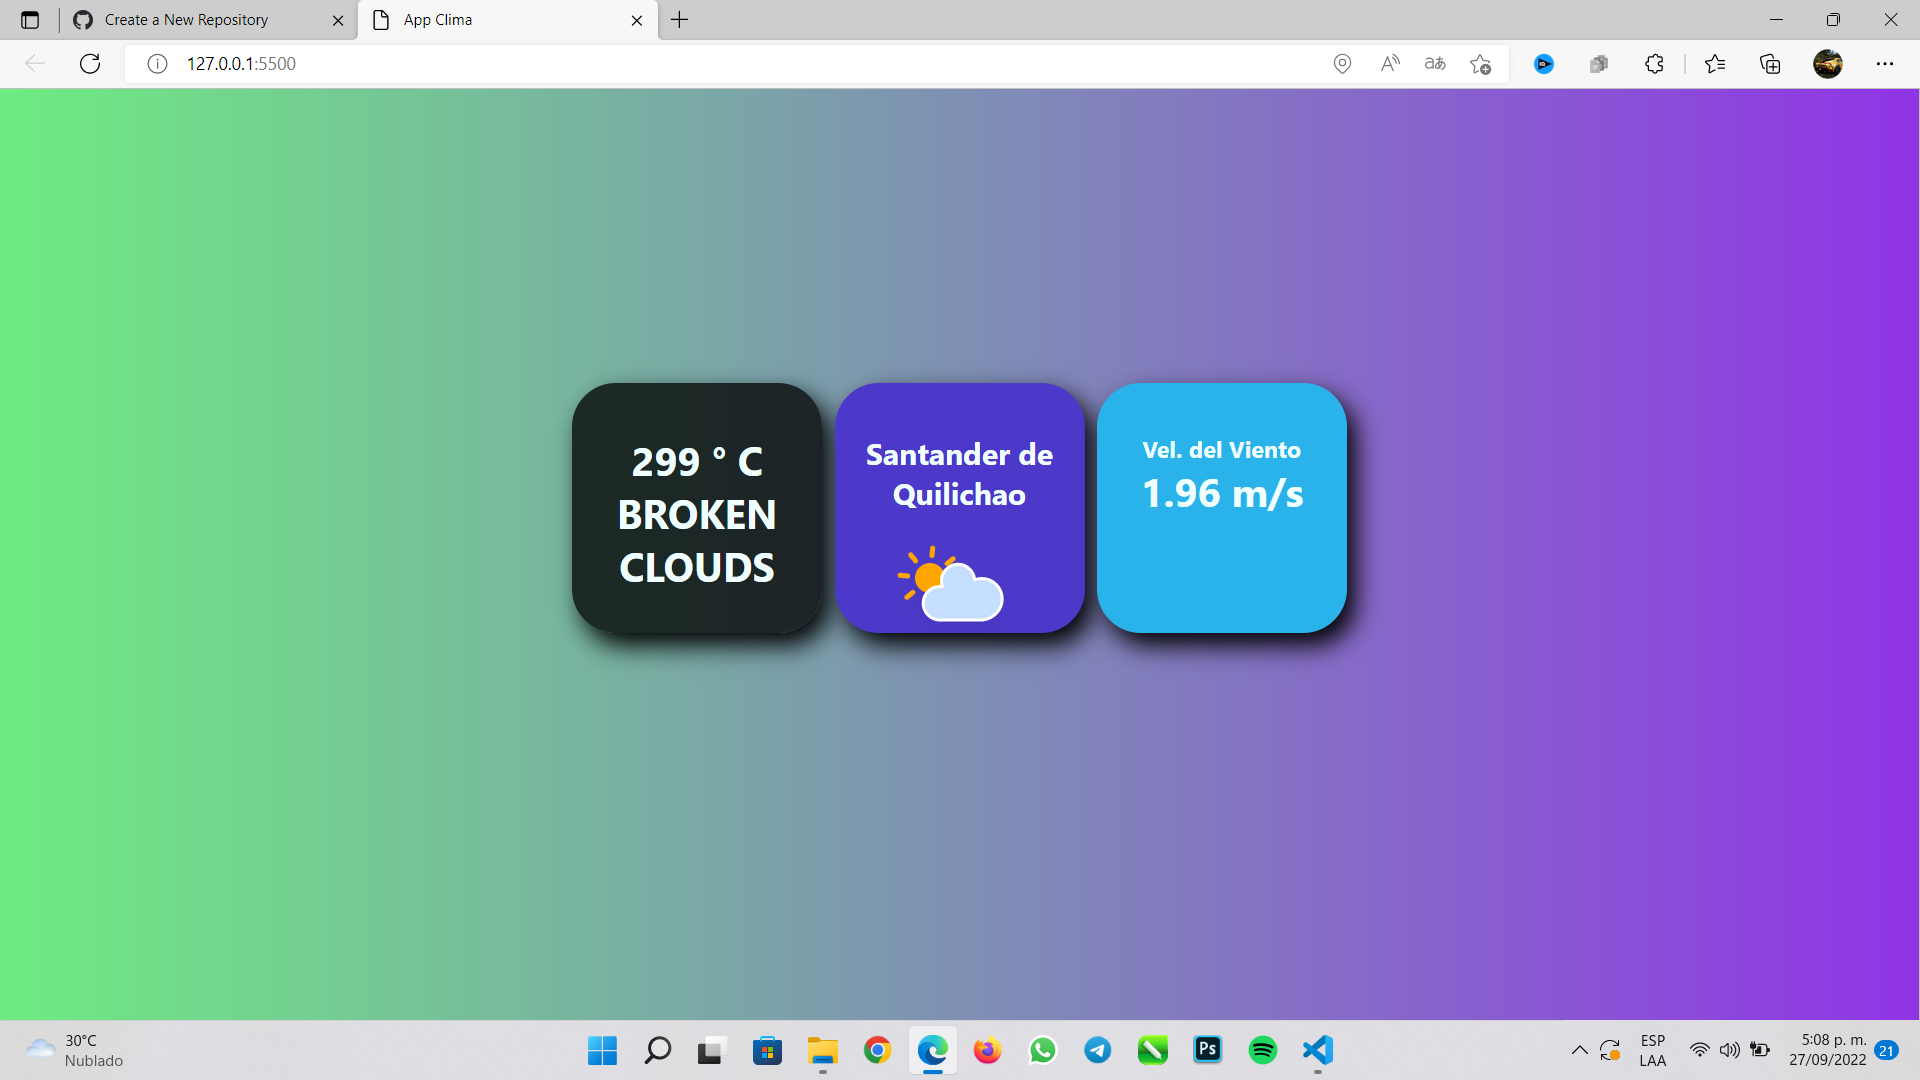 Create a New Repository
App Clima
127.0.0.1:5500
299 ° C
BROKEN
CLOUDS
Santander de
Quilichao
Vel. del Viento
1.96 m/s
30°C
Nublado
Ps
ESP
LAA
5:08 p. m.
27/09/2022
21